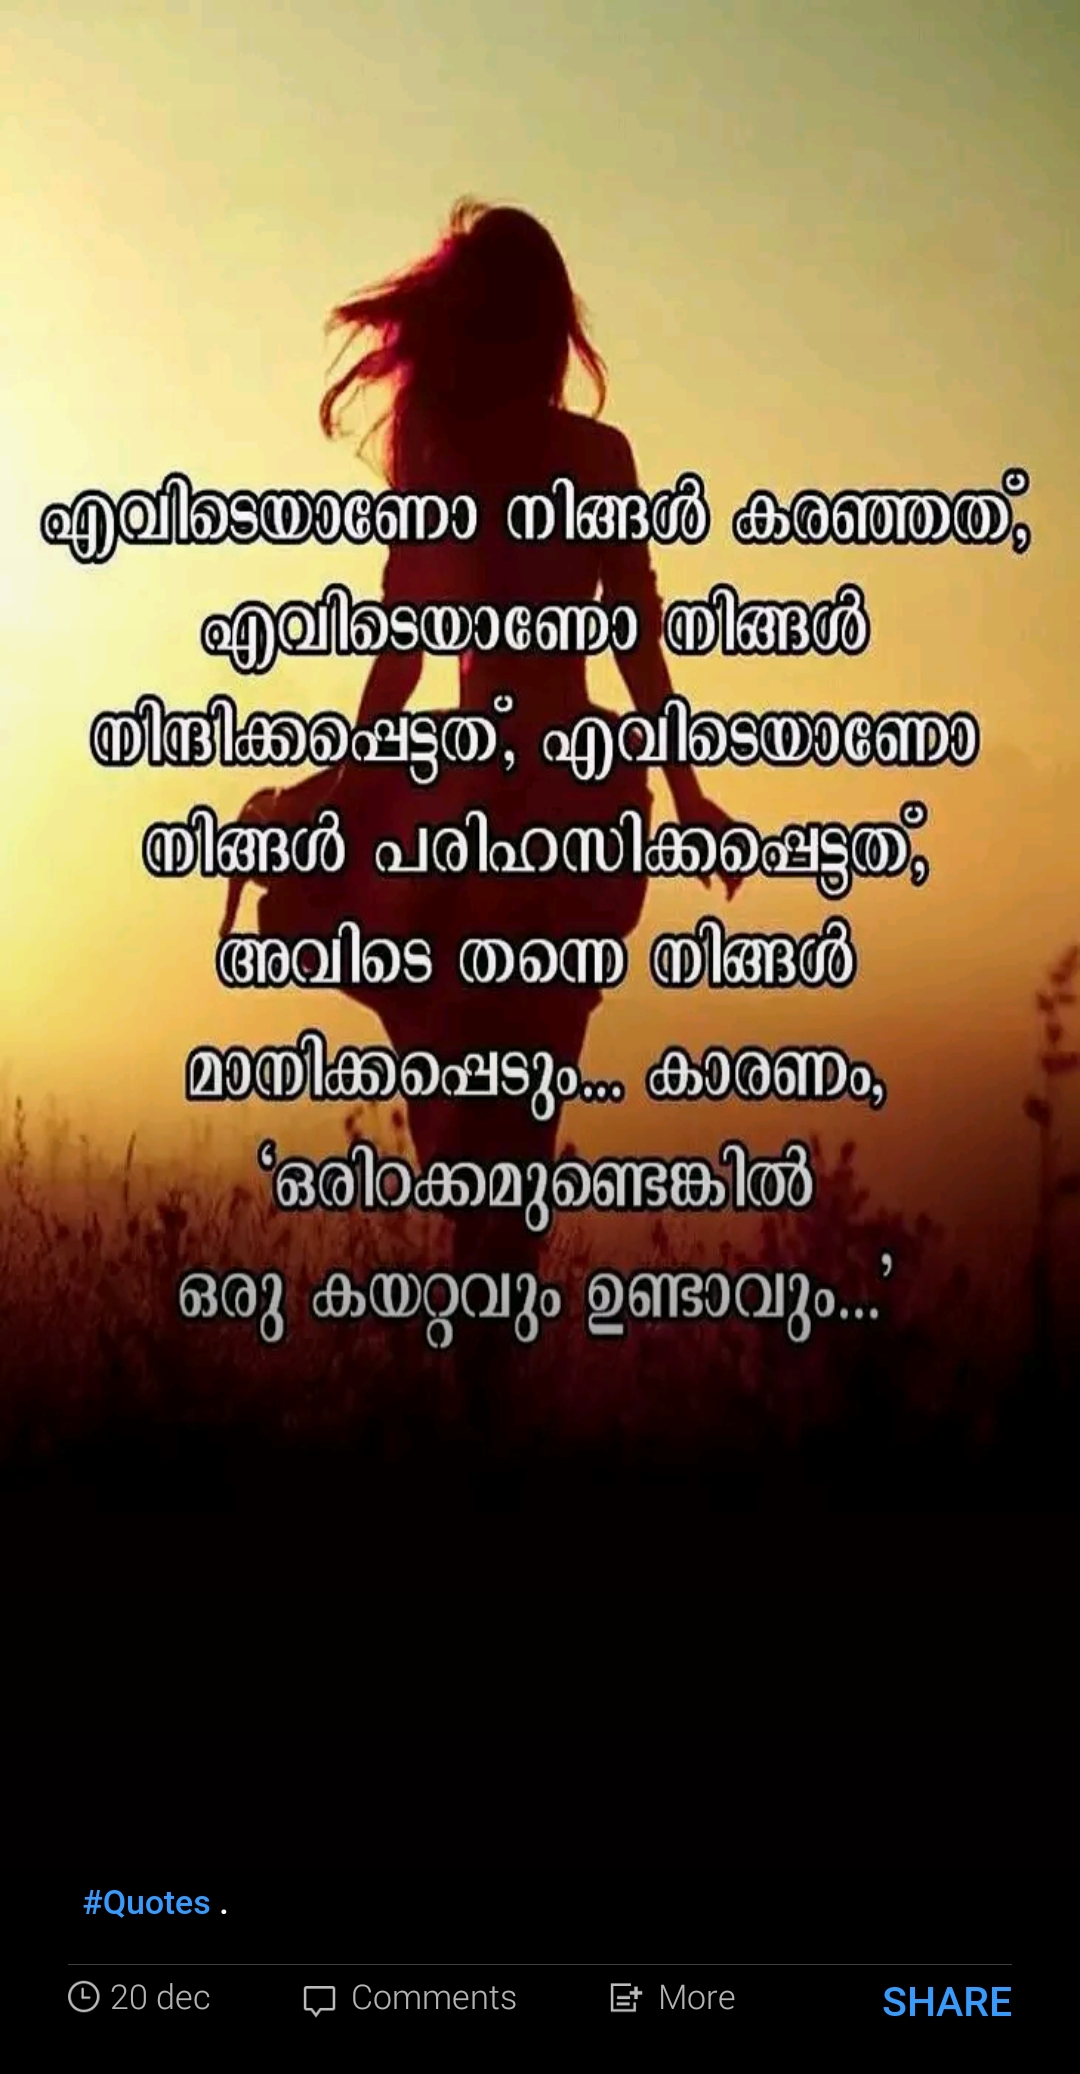 എവിടെയാണോ നിങ്ങൾ കരഞ്ഞത്,
എവിടെയാണോ നിങ്ങൾ
നിന്ദിക്കപ്പെട്ടത്, എവിടെയാണോ
നിങ്ങൾ പരിഹസിക്കപ്പെട്ടത്,
അവിടെ തന്നെ നിങ്ങൾ
മാനിക്കപ്പെടും... കാരണം,
‘ഒരിറക്കമുണ്ടെങ്കിൽ
ഒരു കയറ്റവും ഉണ്ടാവും...’
#Quotes .
20 dec Comments More SHARE